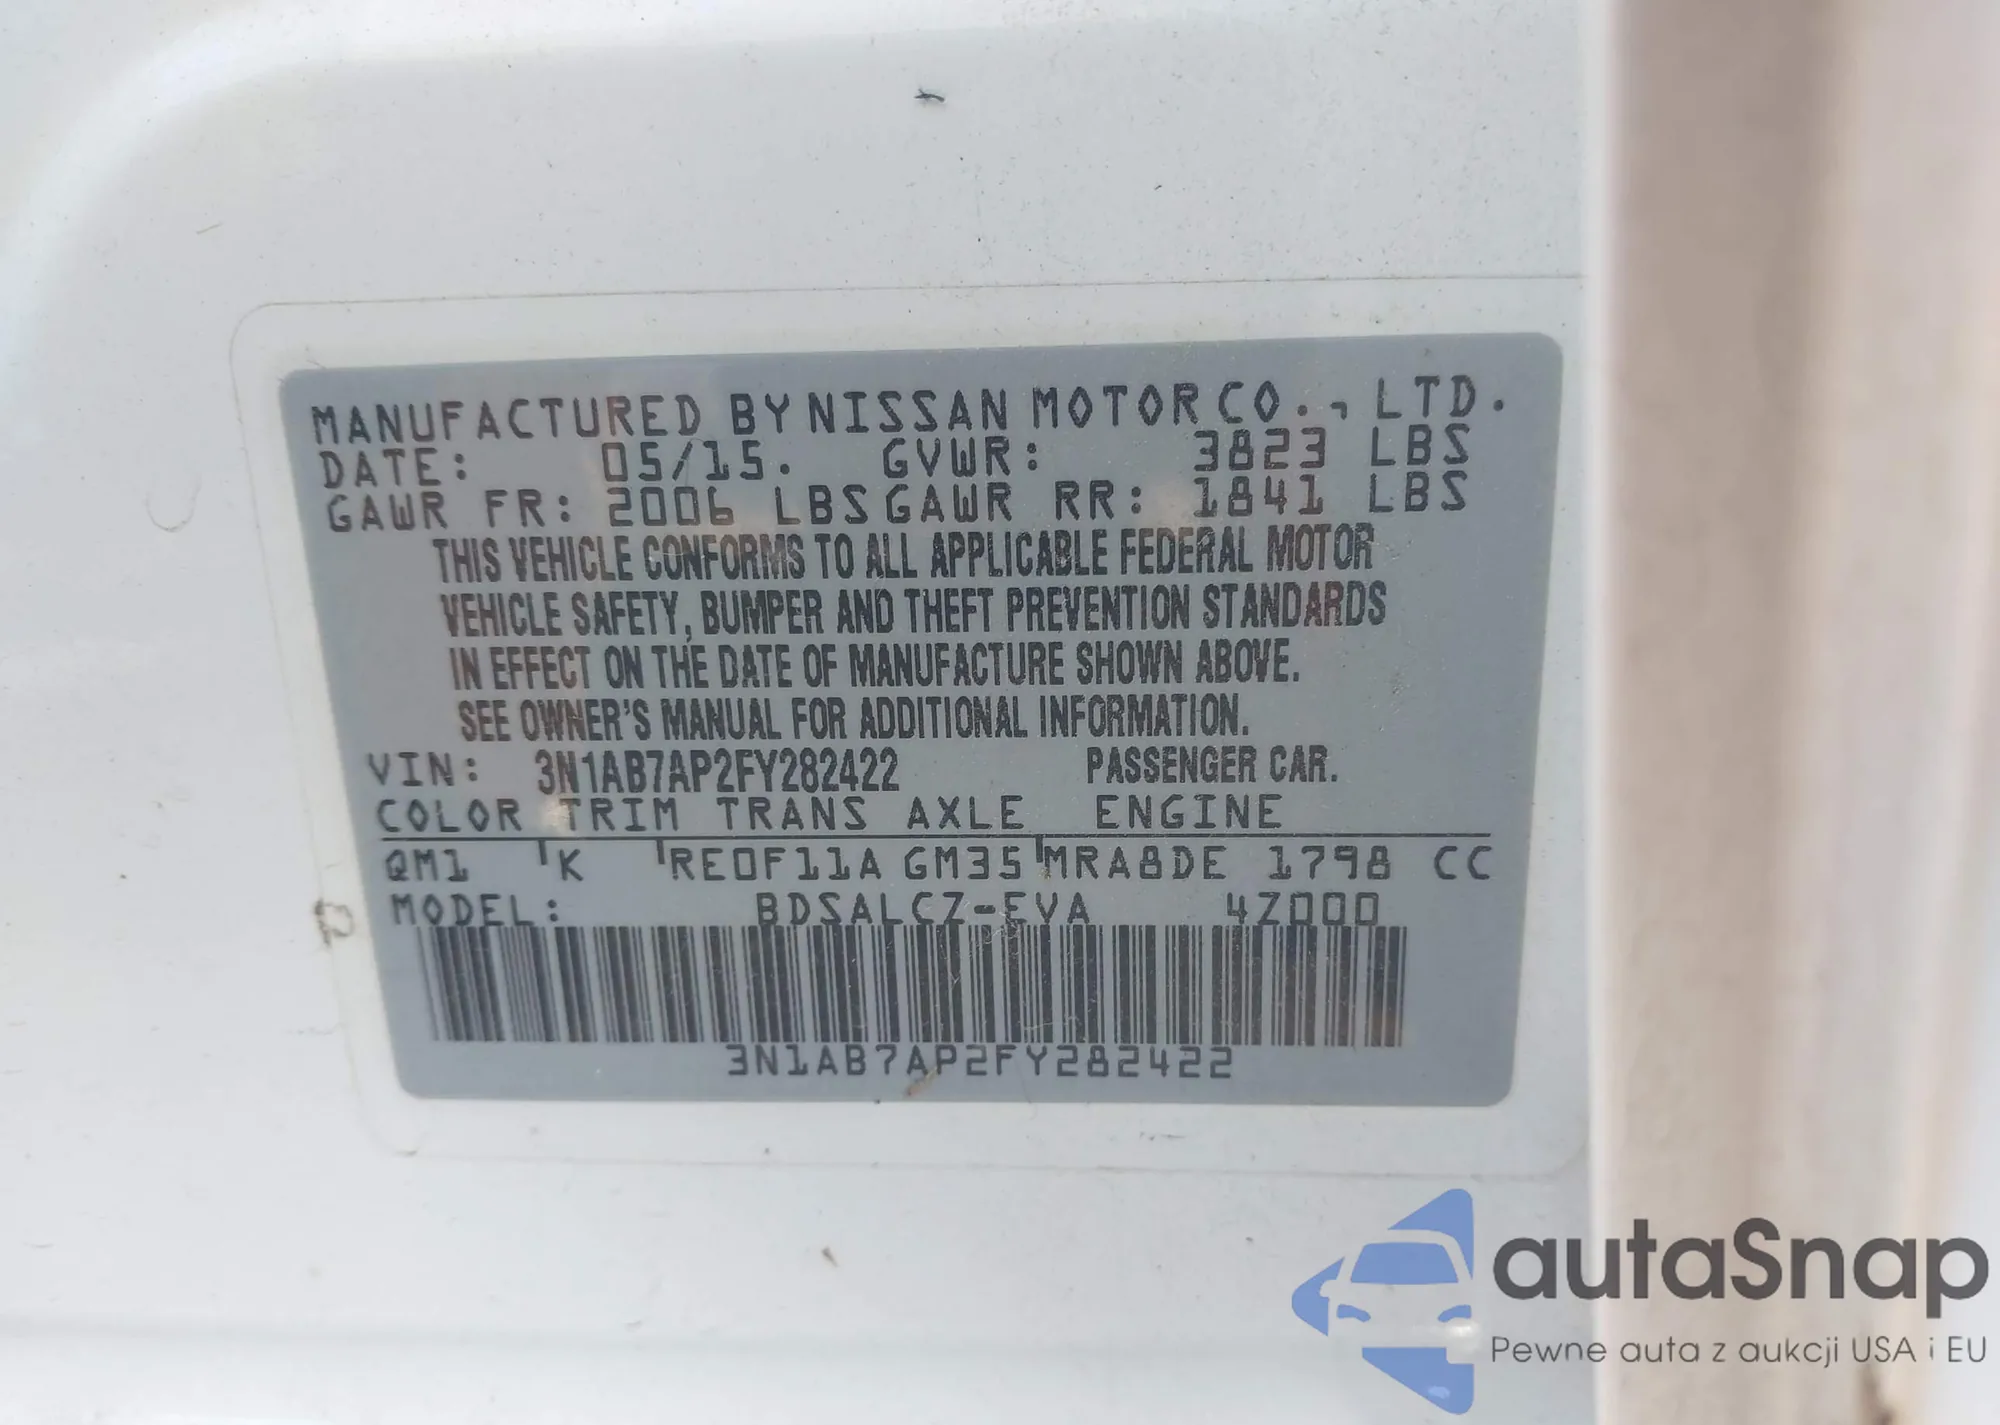 MANUFACTURED BY NISSAN MOTOR CO., LTD.
DATE: 05/15. GVWR: 3823 LBS
GAWR FR: 2006 LBS GAWR RR: 1841 LBS
THIS VEHICLE CONFORMS TO ALL APPLICABLE FEDERAL MOTOR
VEHICLE SAFETY, BUMPER AND THEFT PREVENTION STANDARDS
IN EFFECT ON THE DATE OF MANUFACTURE SHOWN ABOVE.
SEE OWNER'S MANUAL FOR ADDITIONAL INFORMATION.
VIN: 3N1AB7AP2FY282422 PASSENGER CAR.
COLOR TRIM TRANS AXLE ENGINE
QM1 K RE0F11A GM35 MRA8DE 1798 CC
MODEL: BDSALCZ-EVA 4Z000
3N1AB7AP2FY282422
autaSnap
Pewne auta z aukcji USA i EU